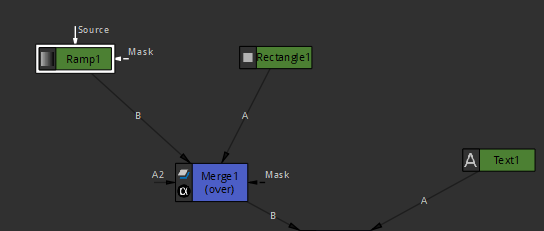 Source
Ramp1
Mask
Rectangle1
B
A
A
Text1
A2
Merge1
(over)
α
Mask
A
B